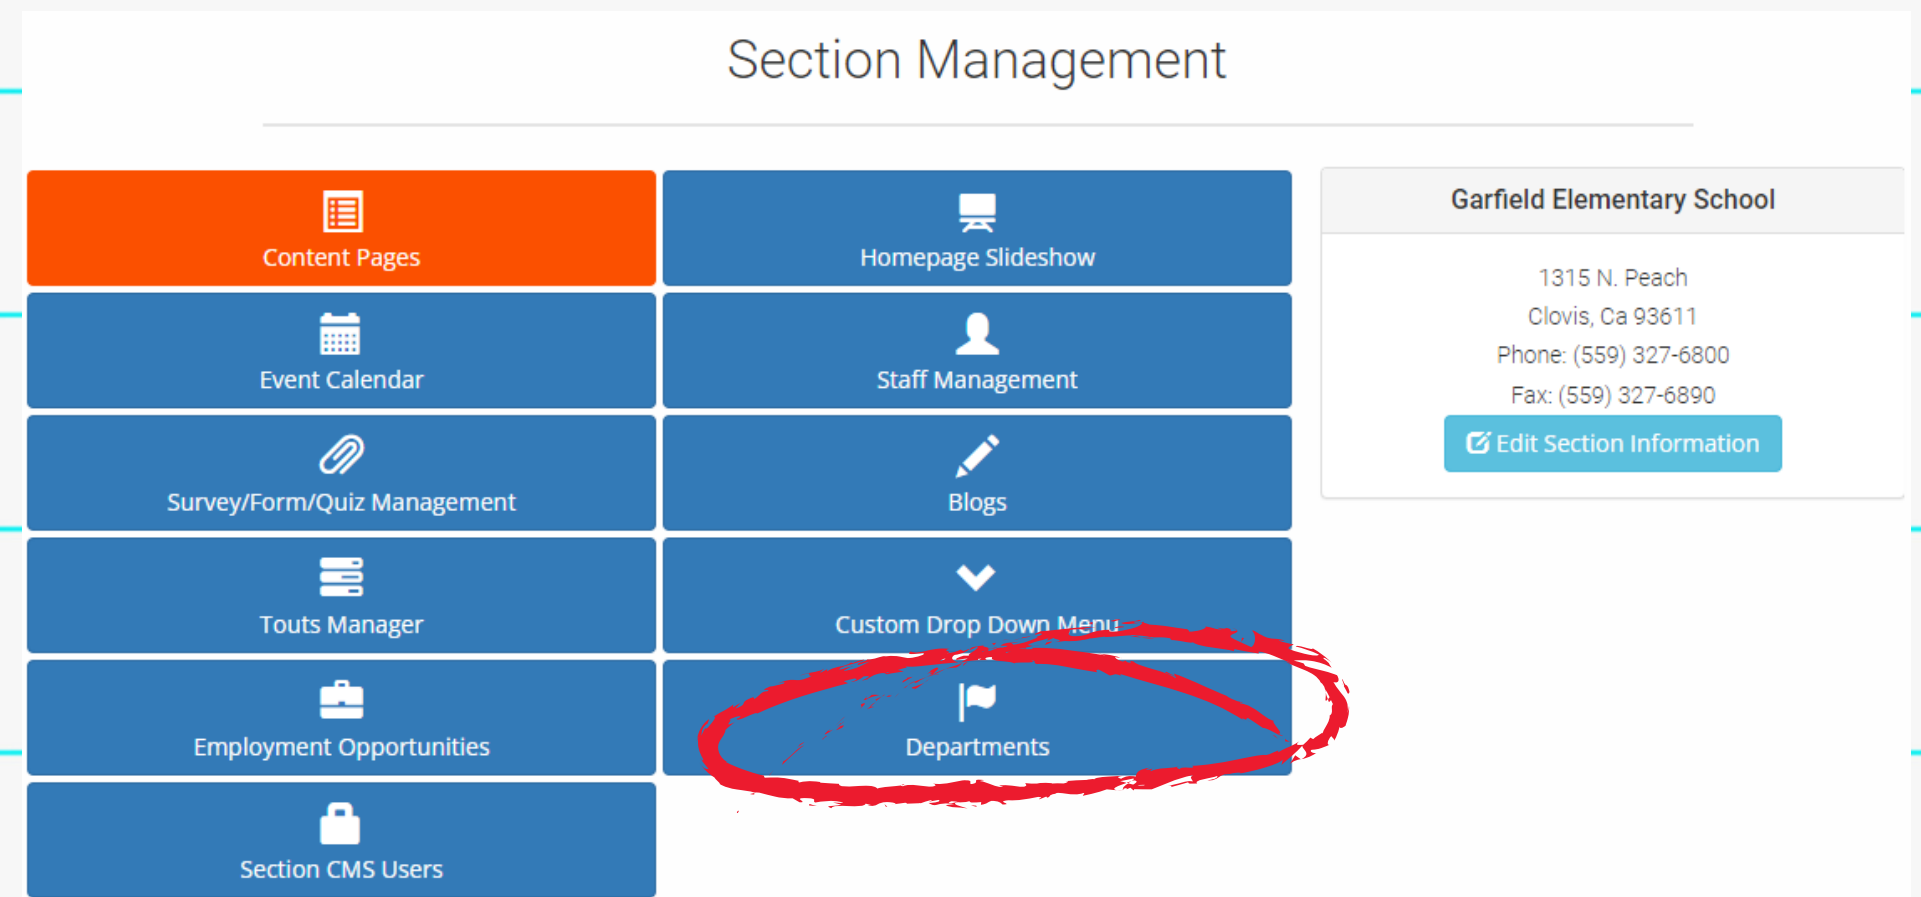 Section Management
Content Pages
Homepage Slideshow
Event Calendar
Staff Management
Survey/Form/Quiz Management
Blogs
Touts Manager
Custom Drop Down Menu
Employment Opportunities
Departments
Section CMS Users
Garfield Elementary School
1315 N. Peach
Clovis, Ca 93611
Phone: (559) 327-6800
Fax: (559) 327-6890
Edit Section Information